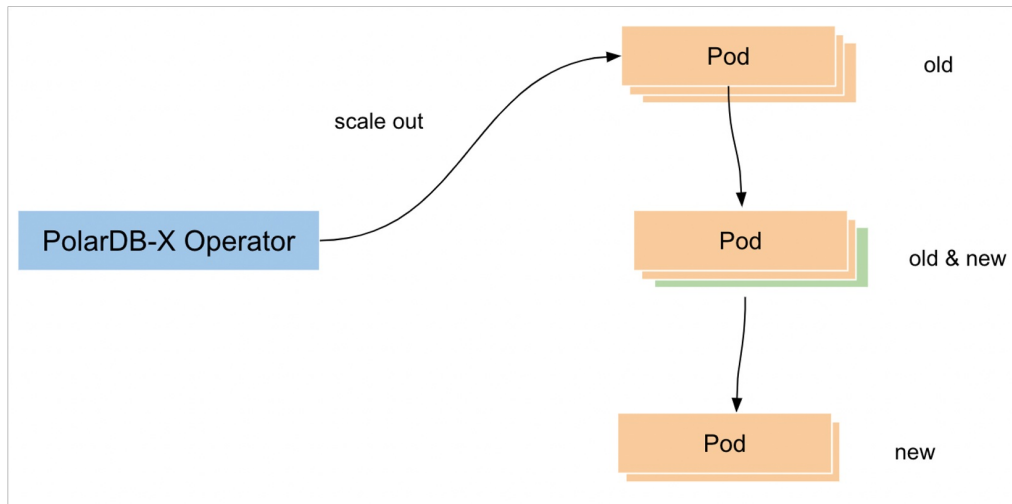 Pod
old
scale out
PolarDB-X Operator
Pod
old & new
Pod
new